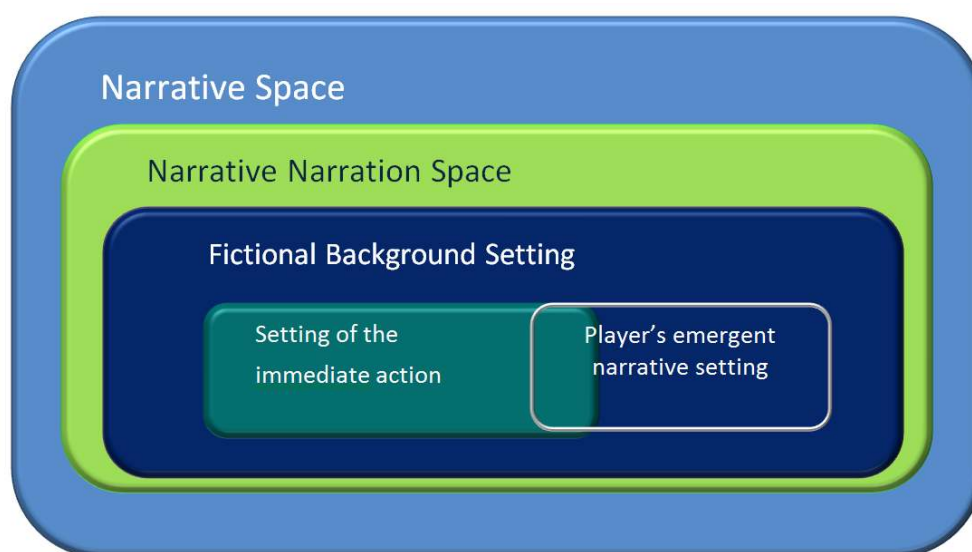 Narrative Space
Narrative Narration Space
Fictional Background Setting
Setting of the
immediate action
Player's emergent
narrative setting